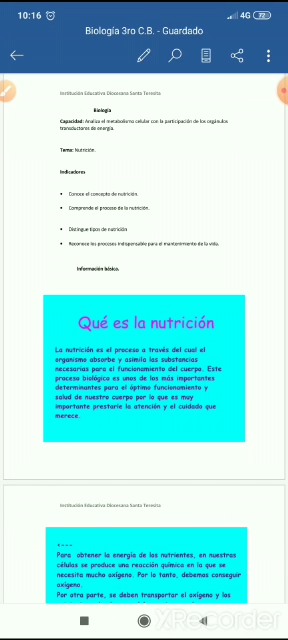 10:16
4G 72
Biología 3ro C.B. - Guardado
Institución Educativa Diocesana Santa Teresita
Biología
Capacidad: Analiza el metabolismo celular con la participación de los orgánulos
transductores de energía.
Tema: Nutrición.
Indicadores
Conoce el concepto de nutrición.
Comprende el proceso de la nutrición.
Distingue tipos de nutrición
Reconoce los procesos indispensable para el mantenimiento de la vida.
Información básica.
Qué es la nutrición
La nutrición es el proceso a través del cual el
organismo absorbe y asimila las substancias
necesarias para el funcionamiento del cuerpo. Este
proceso biológico es unos de los más importantes
determinantes para el óptimo funcionamiento y
salud de nuestro cuerpo por lo que es muy
importante prestarle la atención y el cuidado que
merece.
Institución Educativa Diocesana Santa Teresita
+---
Para obtener la energía de los nutrientes, en nuestras
células se produce una reacción química en la que se
necesita mucho oxígeno. Por lo tanto, debemos conseguir
oxígeno.
Por otra parte, se deben transportar el oxígeno y los
XRecorder